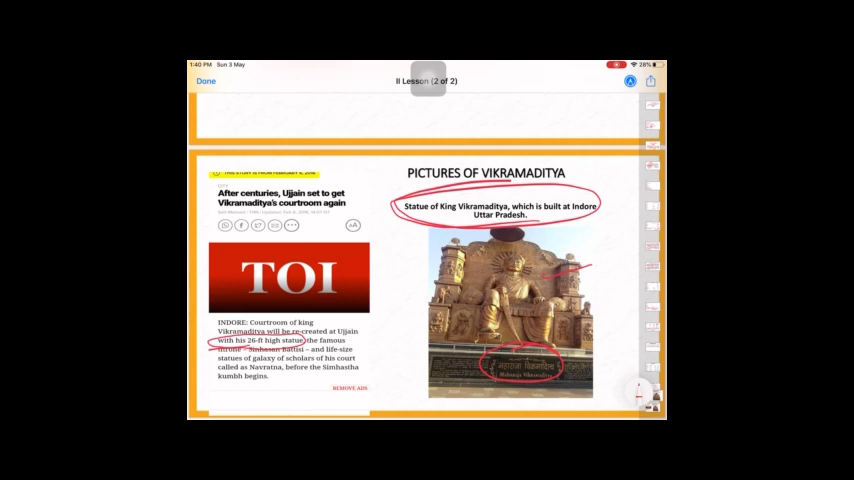 1:40 PM Sun 3 May
28%
Done
II Lesson (2 of 2)
THIS STORY IS FROM FEBRUARY 6, 2016
After centuries, Ujjain set to get
Vikramaditya's courtroom again
AA
TOI
INDORE: Courtroom of king
Vikramaditya will be re-created at Ujjain
with his 26-ft high statue, the famous
throne - Sinhasan Battisi - and life-size
statues of galaxy of scholars of his court
called as Navratna, before the Simhastha
kumbh begins.
REMOVE ADS
PICTURES OF VIKRAMADITYA
Statue of King Vikramaditya, which is built at Indore
Uttar Pradesh.
महाराजा विक्रमादित्य